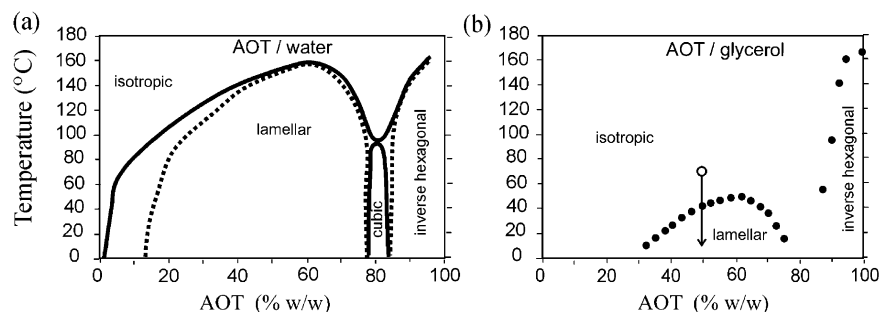 (a)
AOT / water
Temperature (°C)
180
160
140
120
100
80
60
40
20
0
isotropic
lamellar
cubic
inverse hexagonal
0 20 40 60 80 100
AOT (% w/w)
(b)
AOT / glycerol
180
160
140
120
100
80
60
40
20
0
isotropic
lamellar
inverse hexagonal
0 20 40 60 80 100
AOT (% w/w)